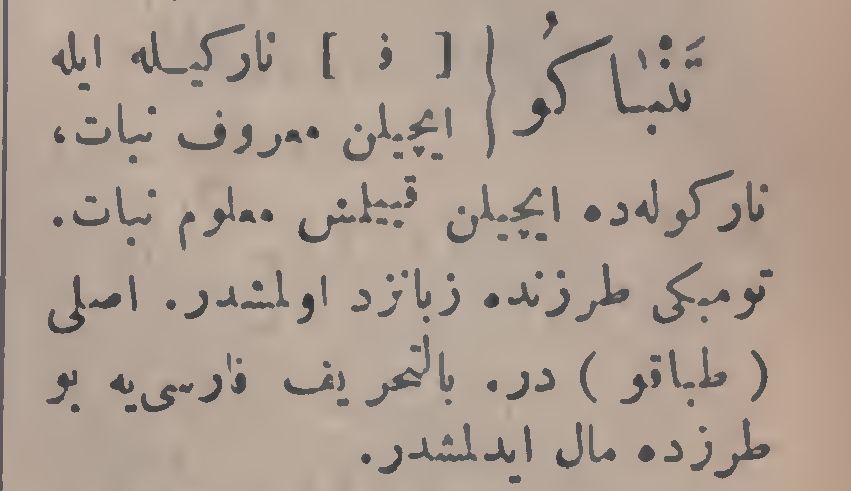 تَنْبٰاكُو { [ ف ] نارکیله ایله
ایچیلن معروف نبات،
نارکوله‌ده ایچیلن قییلمش معلوم نبات.
تومبکی طرزنده زبانزد اولمشدر. اصلی
( طباقو ) در. بالتحریف فارسی‌یه بو
طرزده مال ایدلمشدر.